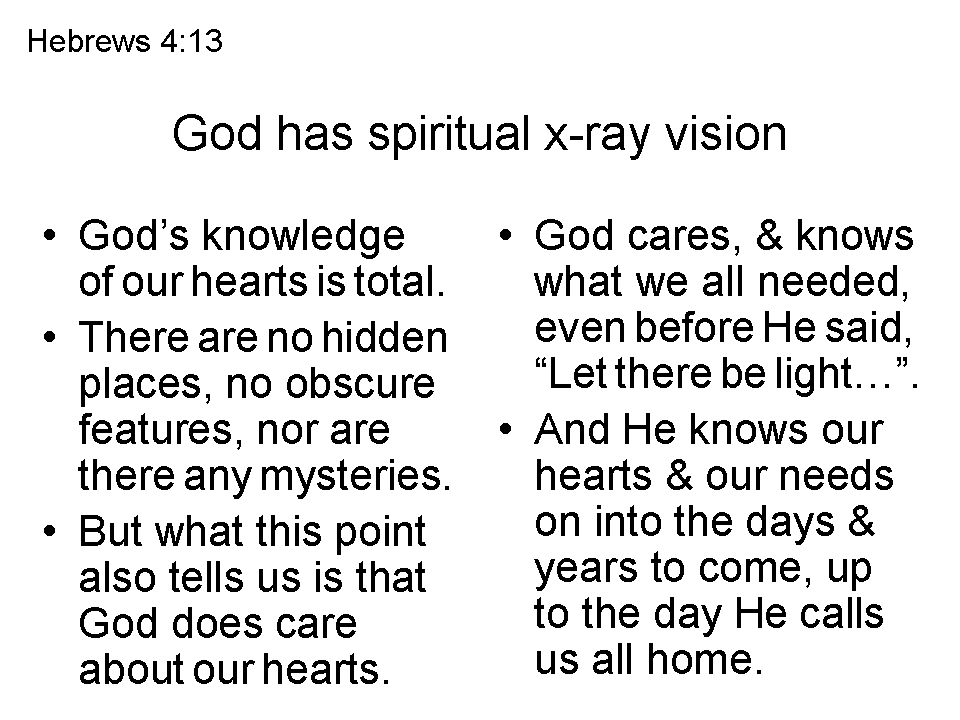 Hebrews 4:13
God has spiritual x-ray vision
• God’s knowledge
of our hearts is total.
• There are no hidden
places, no obscure
features, nor are
there any mysteries.
• But what this point
also tells us is that
God does care
about our hearts.
• God cares, & knows
what we all needed,
even before He said,
“Let there be light…”.
• And He knows our
hearts & our needs
on into the days &
years to come, up
to the day He calls
us all home.